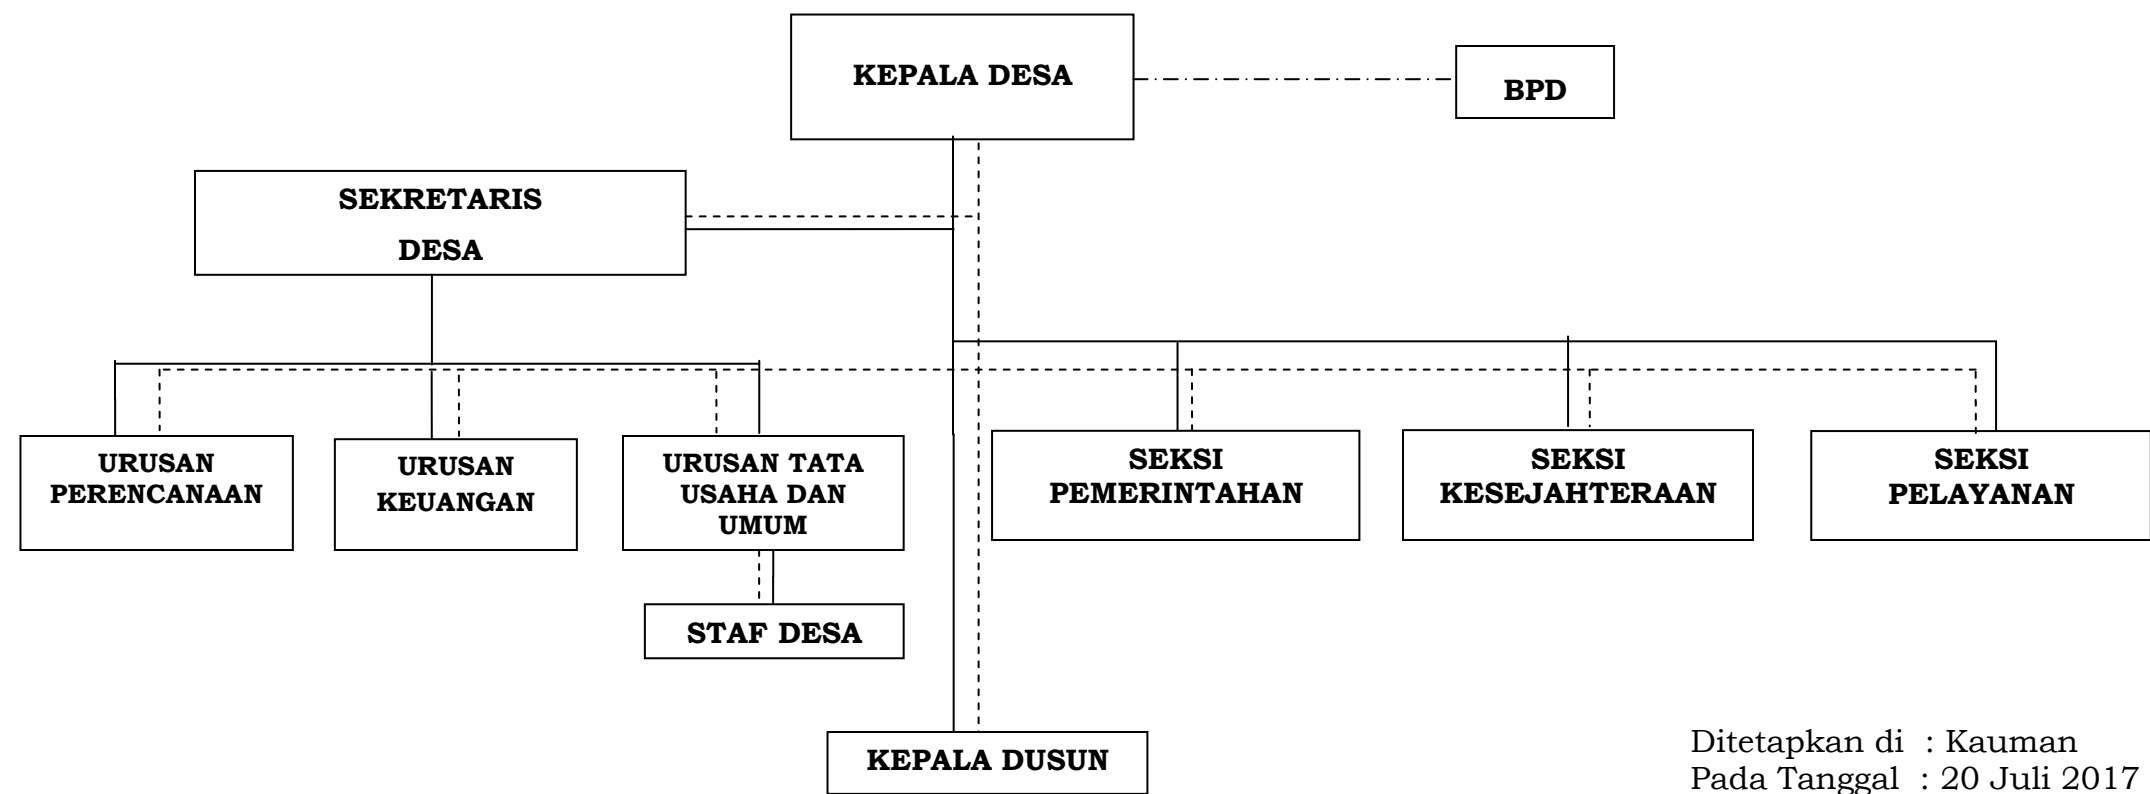 KEPALA DESA
BPD
SEKRETARIS
DESA
URUSAN
PERENCANAAN
URUSAN
KEUANGAN
URUSAN TATA
USAHA DAN
UMUM
SEKSI
PEMERINTAHAN
SEKSI
KESEJAHTERAAN
SEKSI
PELAYANAN
STAF DESA
KEPALA DUSUN
Ditetapkan di : Kauman
Pada Tanggal : 20 Juli 2017